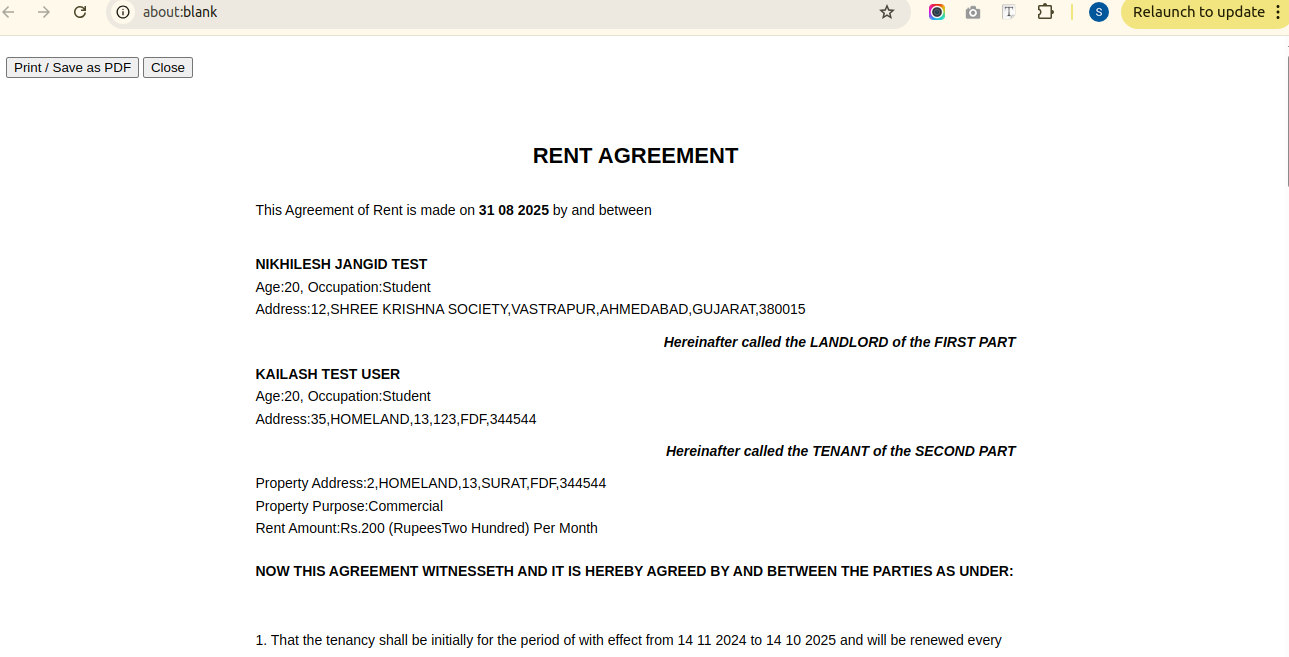 about:blank
S
Relaunch to update
Print / Save as PDF Close
RENT AGREEMENT
This Agreement of Rent is made on 31 08 2025 by and between
NIKHILESH JANGID TEST
Age:20, Occupation:Student
Address:12,SHREE KRISHNA SOCIETY,VASTRAPUR,AHMEDABAD,GUJARAT,380015
Hereinafter called the LANDLORD of the FIRST PART
KAILASH TEST USER
Age:20, Occupation:Student
Address:35,HOMELAND,13,123,FDF,344544
Hereinafter called the TENANT of the SECOND PART
Property Address:2,HOMELAND,13,SURAT,FDF,344544
Property Purpose:Commercial
Rent Amount:Rs.200 (RupeesTwo Hundred) Per Month
NOW THIS AGREEMENT WITNESSETH AND IT IS HEREBY AGREED BY AND BETWEEN THE PARTIES AS UNDER:
1. That the tenancy shall be initially for the period of with effect from 14 11 2024 to 14 10 2025 and will be renewed every